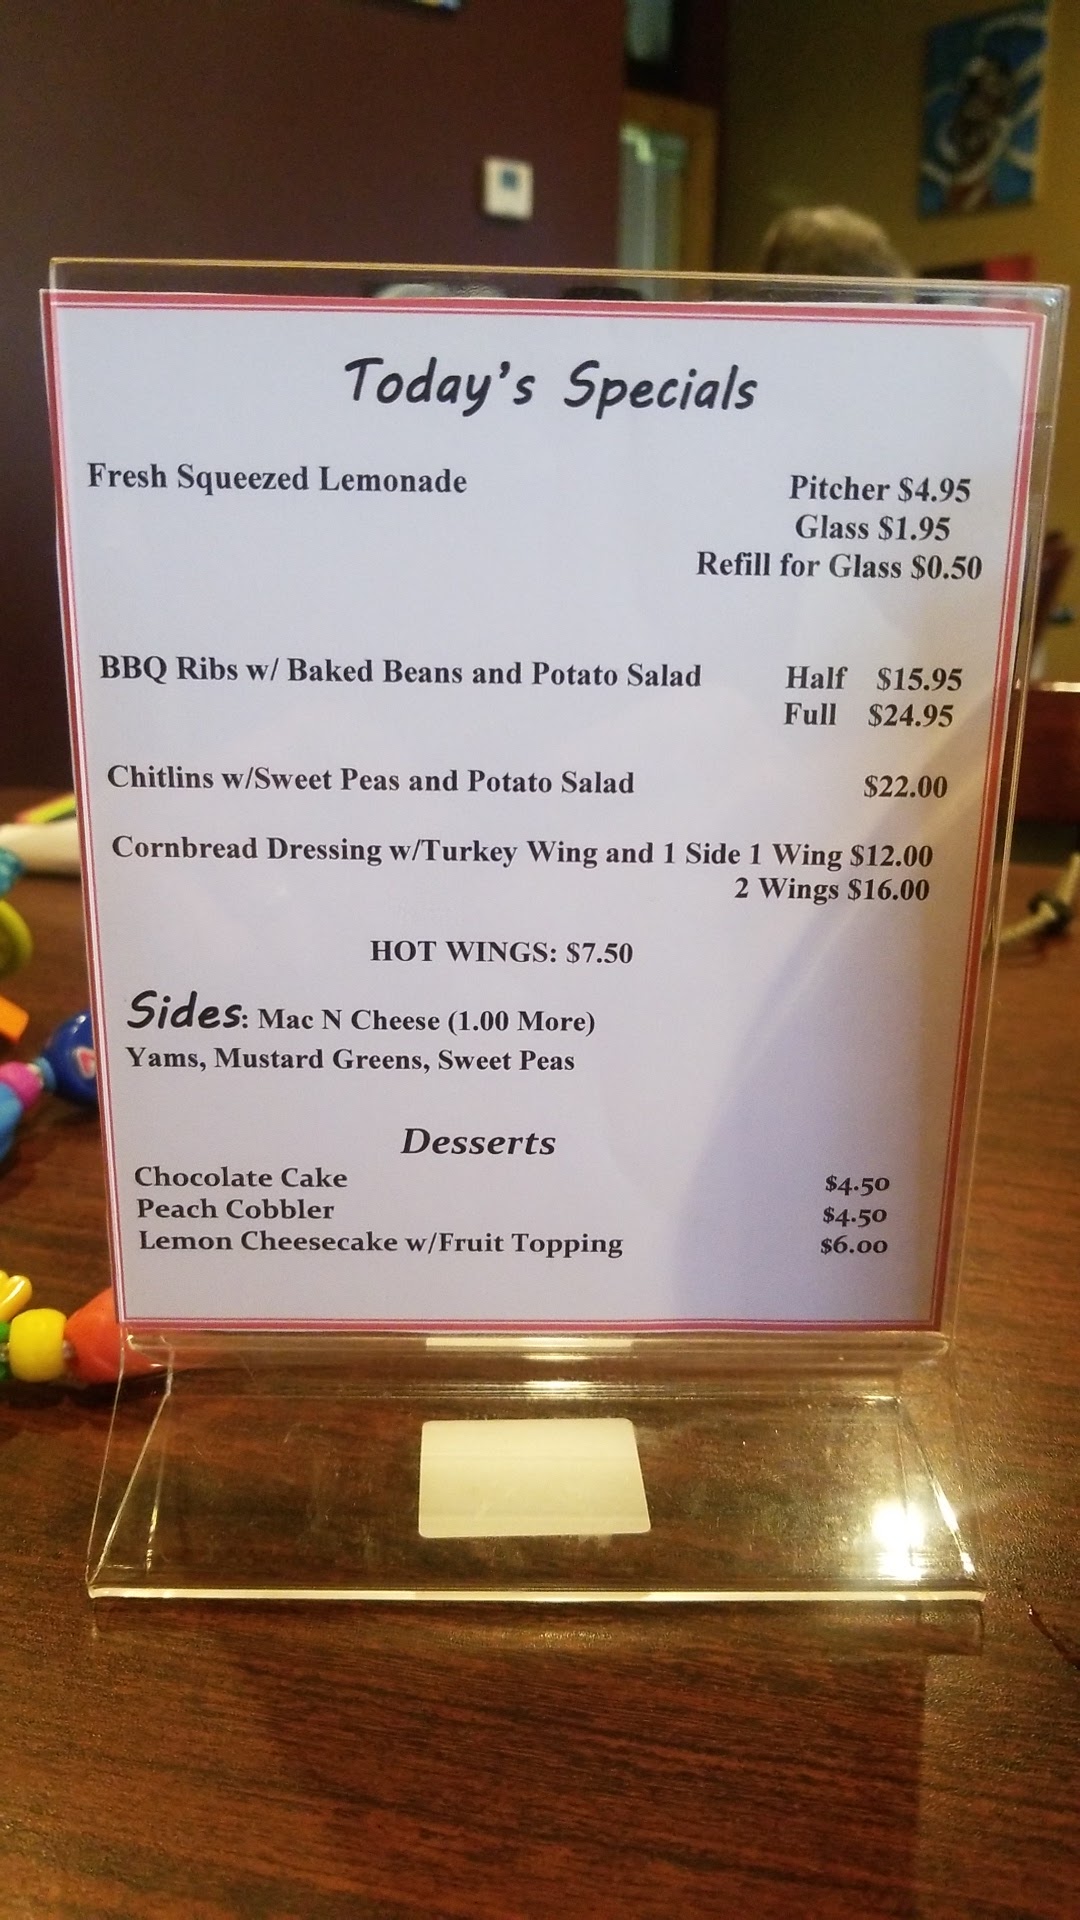 Today's Specials
Fresh Squeezed Lemonade Pitcher $4.95
Glass $1.95
Refill for Glass $0.50
BBQ Ribs w/ Baked Beans and Potato Salad Half $15.95
Full $24.95
Chitlins w/Sweet Peas and Potato Salad $22.00
Cornbread Dressing w/Turkey Wing and 1 Side 1 Wing $12.00
2 Wings $16.00
HOT WINGS: $7.50
Sides: Mac N Cheese (1.00 More)
Yams, Mustard Greens, Sweet Peas
Desserts
Chocolate Cake $4.50
Peach Cobbler $4.50
Lemon Cheesecake w/Fruit Topping $6.00